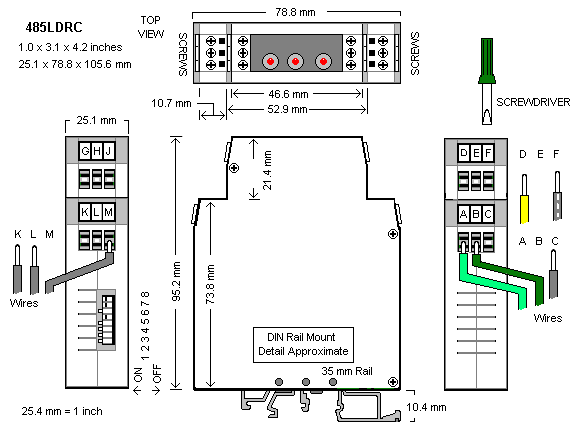 485LDRC
1.0 x 3.1 x 4.2 inches
25.1 x 78.8 x 105.6 mm
TOP
VIEW
78.8 mm
SCREWS
SCREWS
10.7 mm
46.6 mm
52.9 mm
SCREWDRIVER
25.1 mm
G H J
K L M
K L M
Wires
ON
1 2 3 4 5 6 7 8
OFF
25.4 mm = 1 inch
95.2 mm
21.4 mm
73.8 mm
DIN Rail Mount
Detail Approximate
35 mm Rail
10.4 mm
D E F
A B C
D E F
A B C
Wires